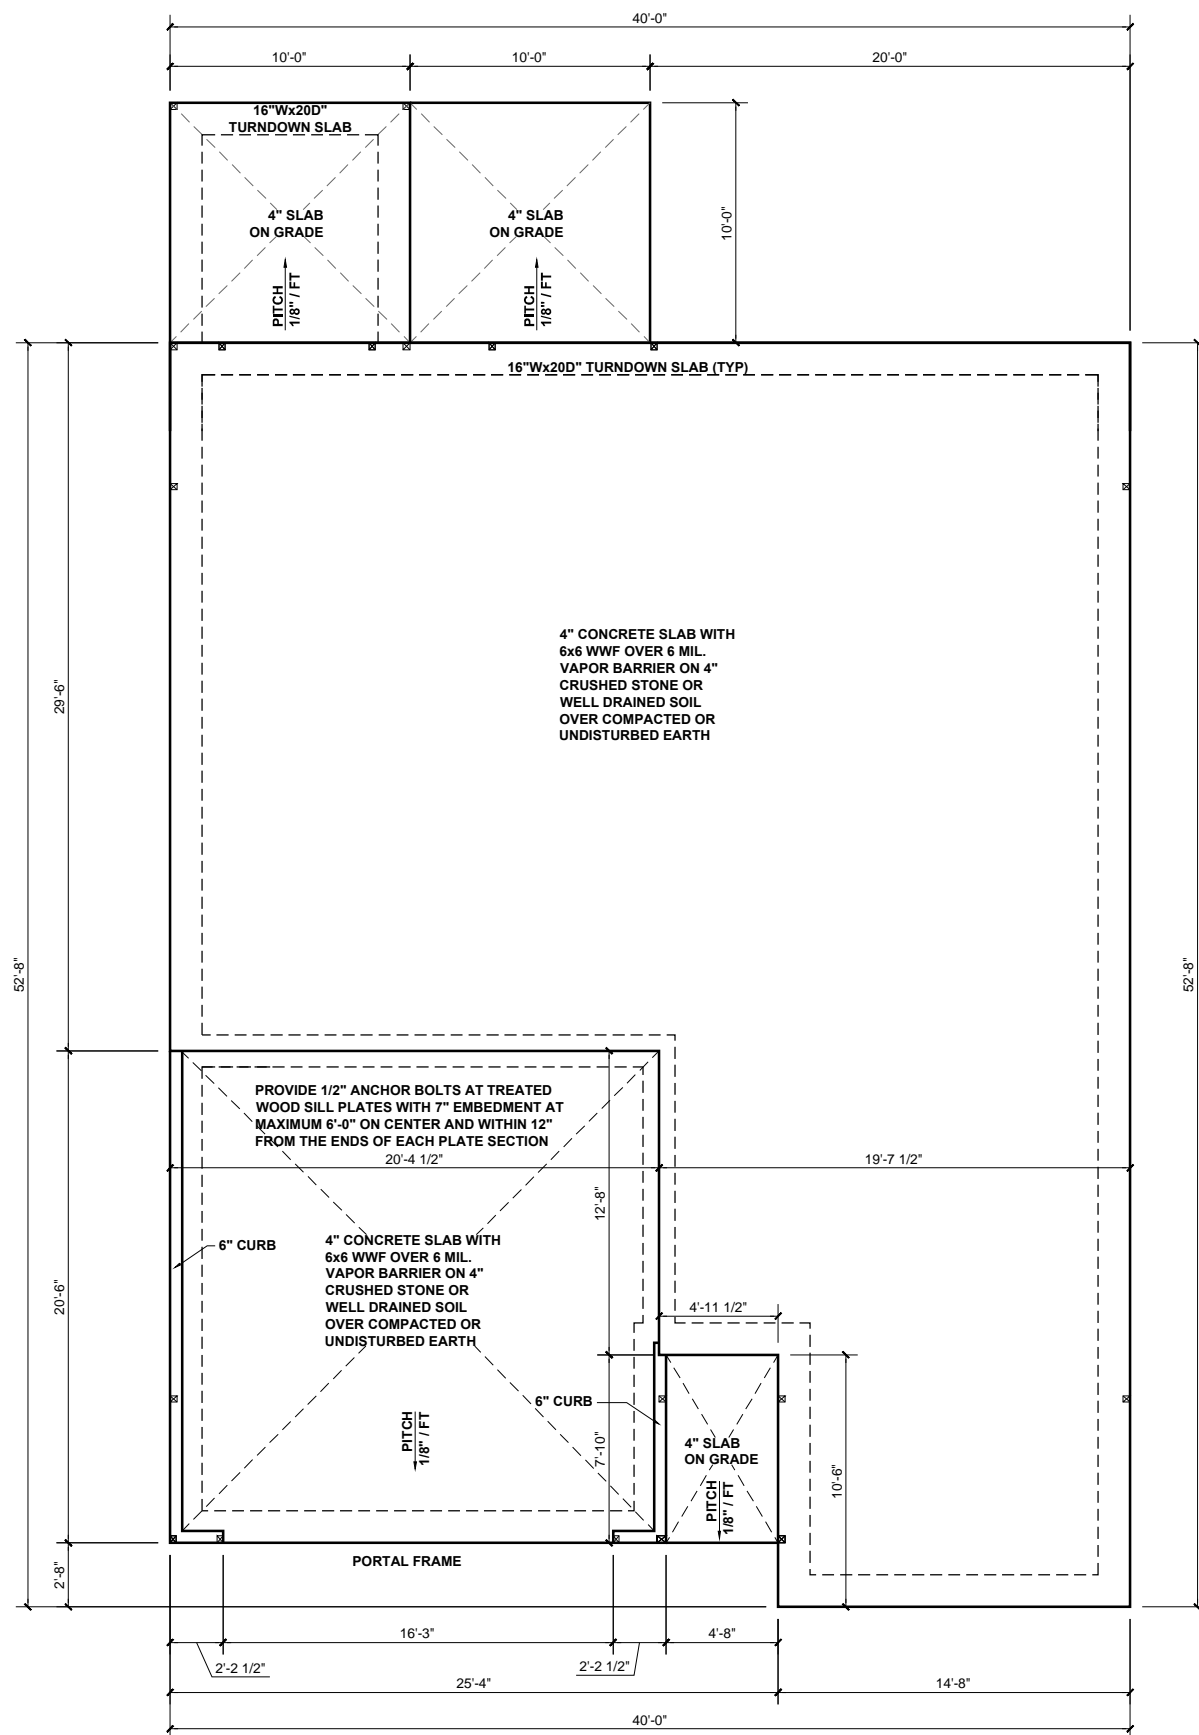 40'-0"
10'-0"
10'-0"
20'-0"
16"Wx20D"
TURNDOWN SLAB
4" SLAB
ON GRADE
4" SLAB
ON GRADE
10'-0"
PITCH
1/8" / FT
PITCH
1/8" / FT
16"Wx20D" TURNDOWN SLAB (TYP)
4" CONCRETE SLAB WITH
6x6 WWF OVER 6 MIL.
VAPOR BARRIER ON 4"
CRUSHED STONE OR
WELL DRAINED SOIL
OVER COMPACTED OR
UNDISTURBED EARTH
29'-6"
52'-8"
52'-8"
PROVIDE 1/2" ANCHOR BOLTS AT TREATED
WOOD SILL PLATES WITH 7" EMBEDMENT AT
MAXIMUM 6'-0" ON CENTER AND WITHIN 12"
FROM THE ENDS OF EACH PLATE SECTION
20'-4 1/2"
19'-7 1/2"
12'-8"
6" CURB
4" CONCRETE SLAB WITH
6x6 WWF OVER 6 MIL.
VAPOR BARRIER ON 4"
CRUSHED STONE OR
WELL DRAINED SOIL
OVER COMPACTED OR
UNDISTURBED EARTH
20'-6"
4'-11 1/2"
6" CURB
PITCH
1/8" / FT
7'-10"
4" SLAB
ON GRADE
PITCH
1/8" / FT
10'-6"
PORTAL FRAME
2'-8"
16'-3"
4'-8"
2'-2 1/2"
2'-2 1/2"
25'-4"
14'-8"
40'-0"